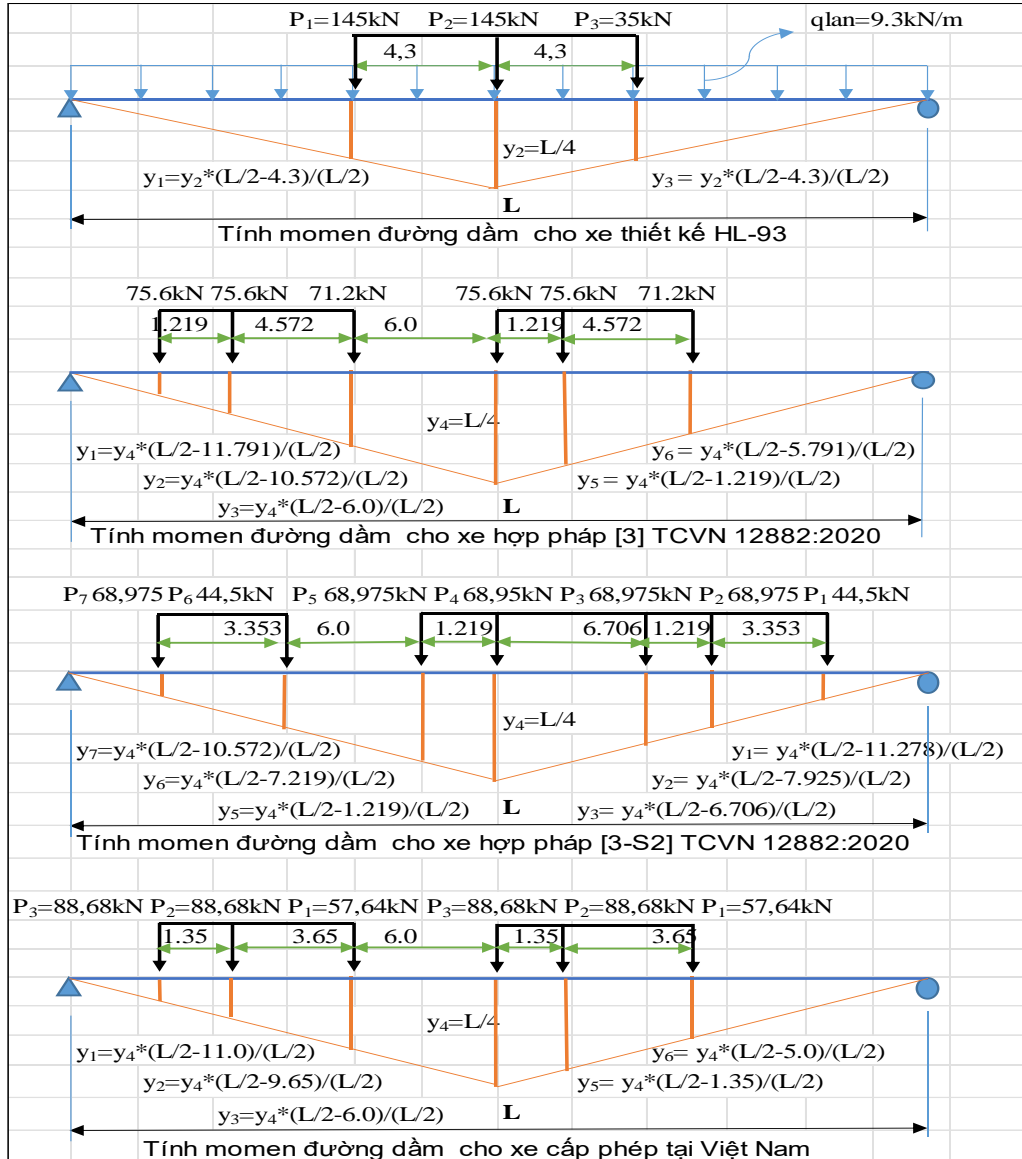 P₁=145kN P₂=145kN P₃=35kN qlan=9.3kN/m
4,3 4,3
y₂=L/4
y₁=y₂*(L/2-4.3)/(L/2) y₃= y₂*(L/2-4.3)/(L/2)
L
Tính momen đường dầm cho xe thiết kế HL-93
75.6kN 75.6kN 71.2kN 75.6kN 75.6kN 71.2kN
1.219 4.572 6.0 1.219 4.572
y₄=L/4
y₁=y₄*(L/2-11.791)/(L/2) y₆= y₄*(L/2-5.791)/(L/2)
y₂=y₄*(L/2-10.572)/(L/2) y₅= y₄*(L/2-1.219)/(L/2)
y₃=y₄*(L/2-6.0)/(L/2) L
Tính momen đường dầm cho xe hợp pháp [3] TCVN 12882:2020
P₇ 68,975 P₆ 44,5kN P₅ 68,975kN P₄ 68,95kN P₃ 68,975kN P₂ 68,975 P₁ 44,5kN
3.353 6.0 1.219 6.706 1.219 3.353
y₄=L/4
y₇=y₄*(L/2-10.572)/(L/2) y₁= y₄*(L/2-11.278)/(L/2)
y₆=y₄*(L/2-7.219)/(L/2) y₂= y₄*(L/2-7.925)/(L/2)
y₅=y₄*(L/2-1.219)/(L/2) L y₃= y₄*(L/2-6.706)/(L/2)
Tính momen đường dầm cho xe hợp pháp [3-S2] TCVN 12882:2020
P₃=88,68kN P₂=88,68kN P₁=57,64kN P₃=88,68kN P₂=88,68kN P₁=57,64kN
1.35 3.65 6.0 1.35 3.65
y₄=L/4
y₁=y₄*(L/2-11.0)/(L/2) y₆= y₄*(L/2-5.0)/(L/2)
y₂=y₄*(L/2-9.65)/(L/2) y₅= y₄*(L/2-1.35)/(L/2)
y₃=y₄*(L/2-6.0)/(L/2) L
Tính momen đường dầm cho xe cấp phép tại Việt Nam